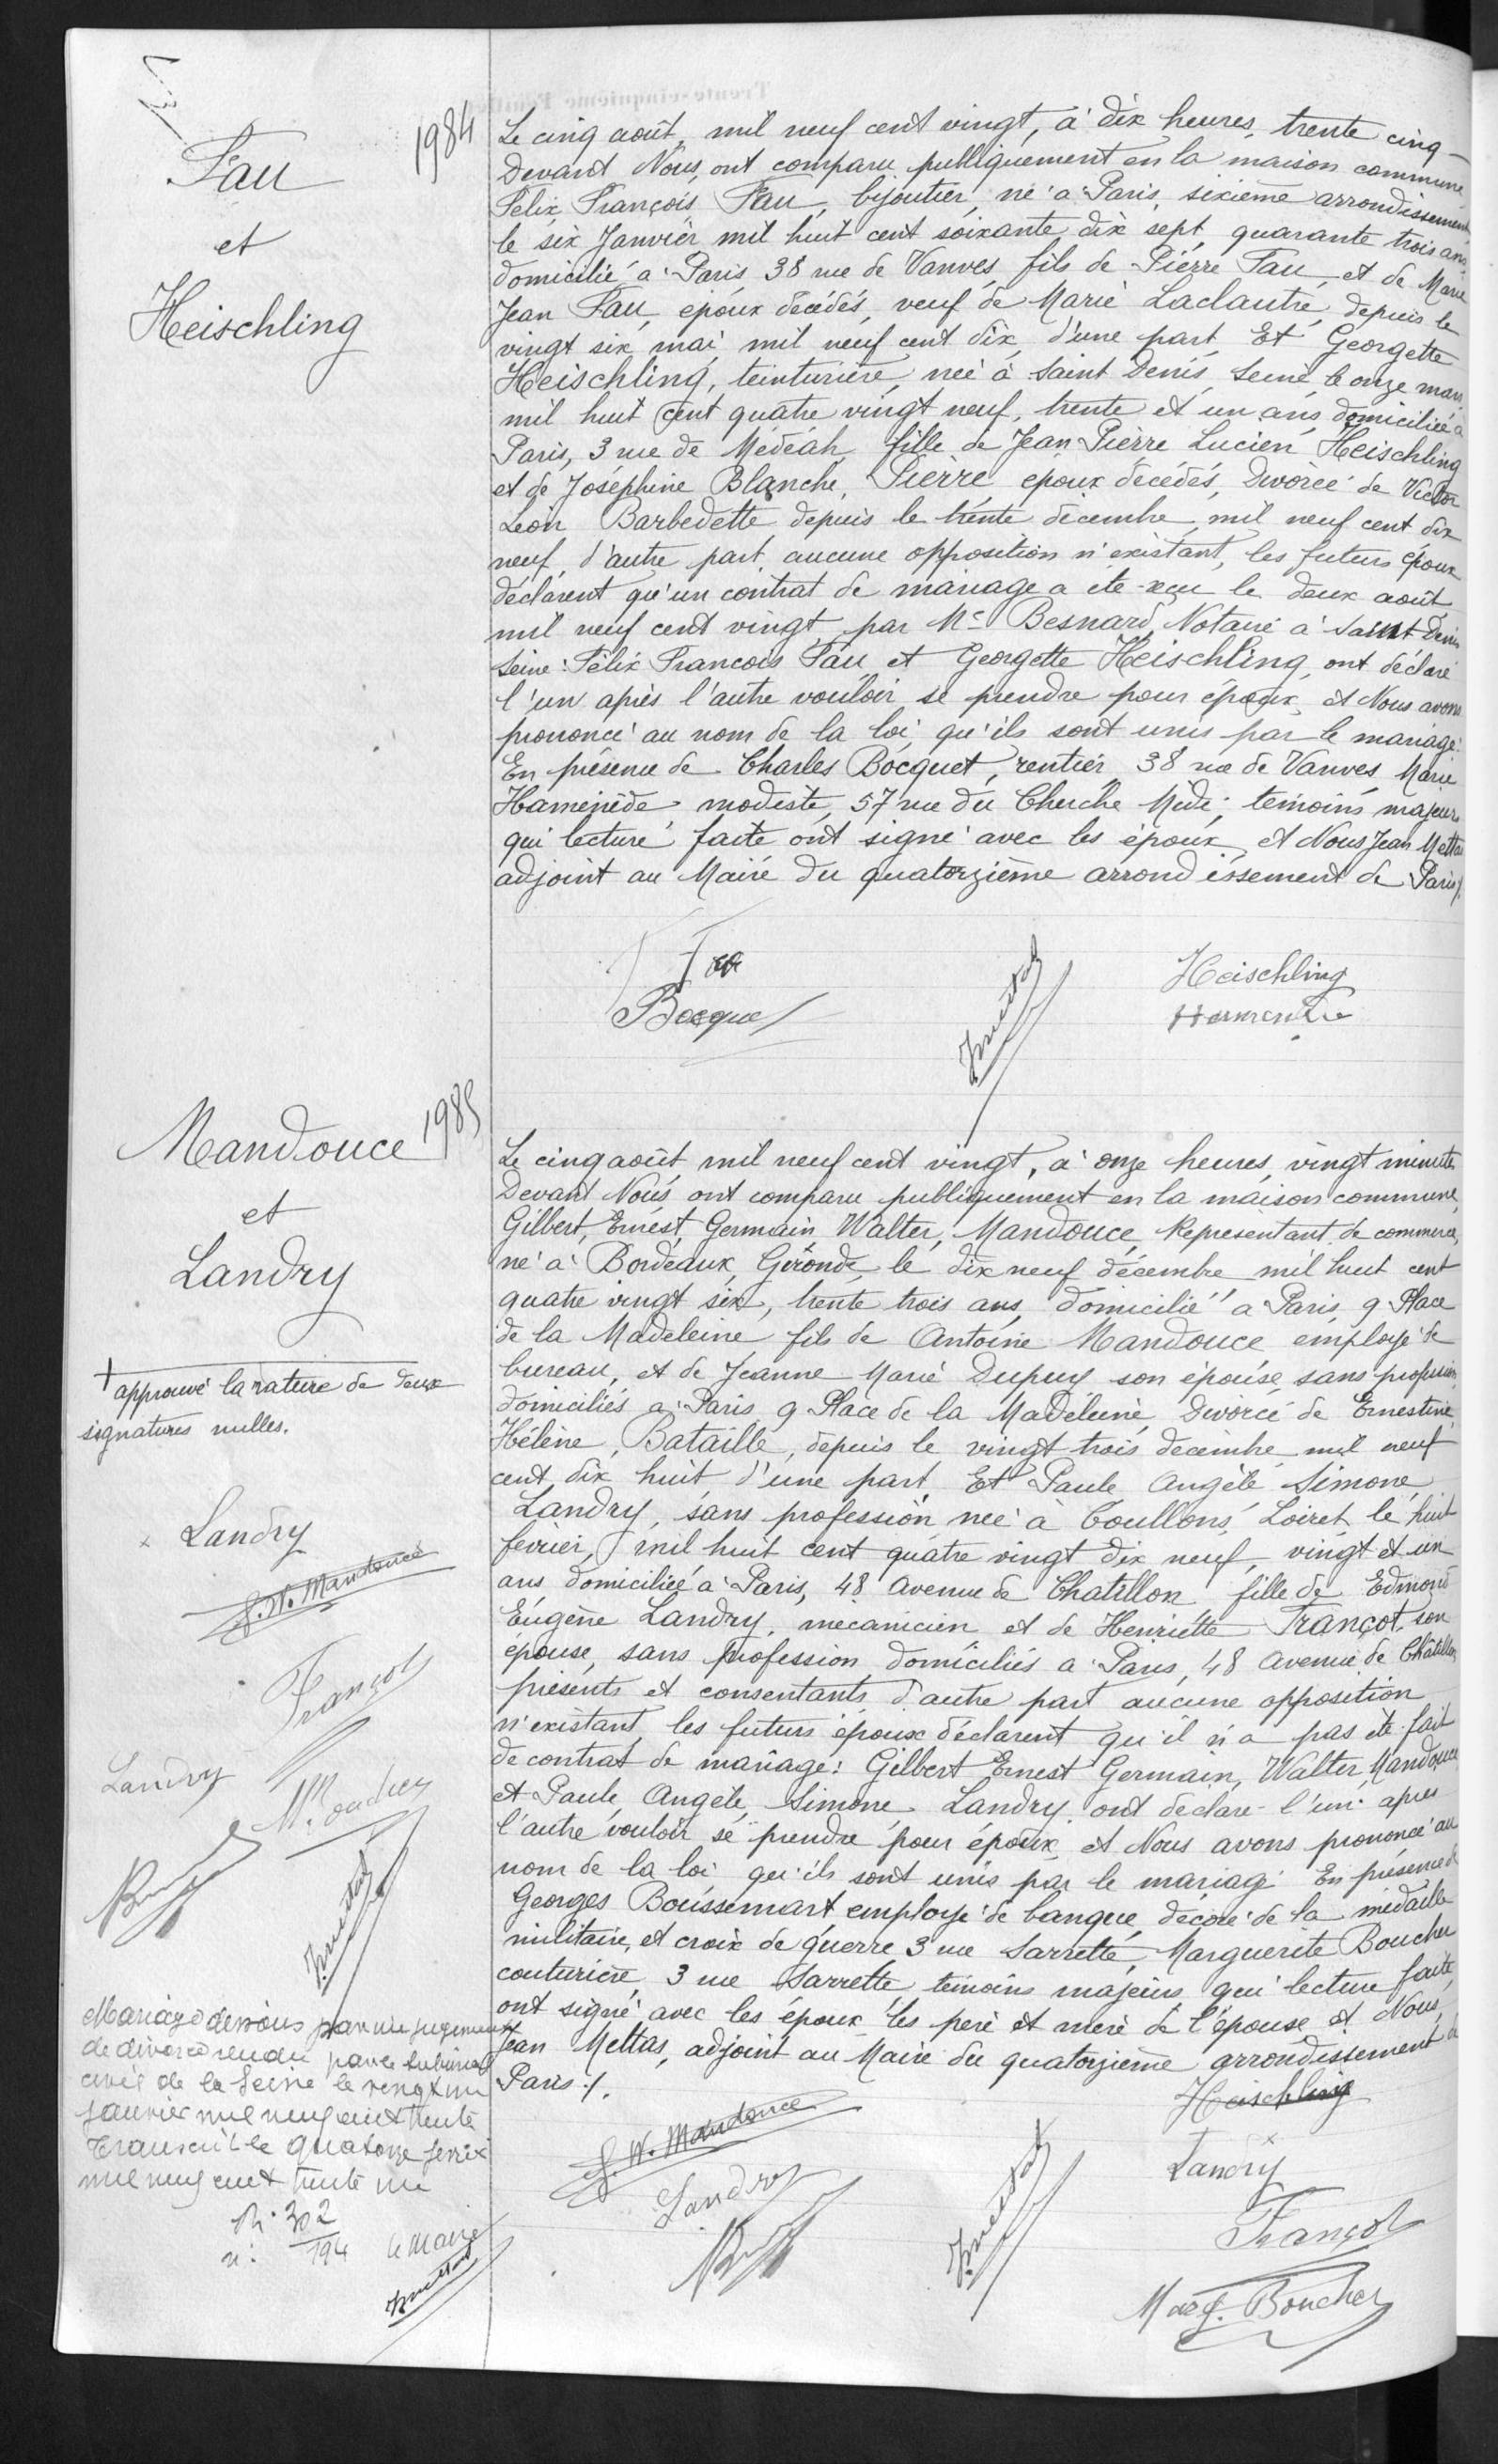 Fau
et
Heischling
1984
Le cinq août, mil neuf cent vingt, à dix heures, trente cinq
Devant Nous, ont comparu publiquement en la maison commune
Félix François Fau, bijoutier, né à Paris, sixième arrondissement
le six Janvier mil huit cent soixante dix sept, quarante trois ans
domicilié à Paris 38 rue de Vanves, fils de Pierre Fau, et de Marie
Jean Fau, époux décédés, veuf de Marie Laclautre, depuis le
vingt six mai mil neuf cent dix, d'une part, Et Georgette
Heischling, teinturière, née à Saint Denis, Seine, le onze mars
mil huit cent quatre vingt neuf, trente et un ans, domiciliée à
Paris, 3 rue de Médéah, fille de Jean Pierre Lucien Heischling
et de Joséphine Blanche, Pierre époux décédés, Divorcée de Victor
Léon Barbedette depuis le trente décembre mil neuf cent dix
neuf, d'autre part, aucune opposition n'existant, les futurs époux
déclarent qu'un contrat de mariage a été reçu le deux août
mil neuf cent vingt par Me Besnard, Notaire à Saint Denis
Seine: Félix François Fau et Georgette Heischling, ont déclaré
l'un après l'autre vouloir se prendre pour époux, et Nous avons
prononcé au nom de la loi qu'ils sont unis par le mariage.
En présence de Charles Bocquet, rentier, 38 rue de Vanves, Marie
modiste, 57 rue du Cherche Midi; témoins majeurs
qui lecture faite ont signé avec les époux et Nous Jean Mettas
adjoint au Maire du quatorzième arrondissement de Paris /.
Fau
Heischling
Bocquet
JMettas
Mandouce
1985
et
Landry
Le cinq août mil neuf cent vingt, à onze heures, vingt minutes
Devant Nous, ont comparu publiquement en la maison commune,
Gilbert, Ernest, Germain, Walter, Mandouce, Représentant de commerce,
né à Bordeaux, Gironde, le dix neuf décembre mil huit cent
quatre vingt six, trente trois ans, domicilié à Paris, 9 Place
de la Madeleine fils de Antoine Mandouce employé de
bureau, et de Jeanne Marie Dupuy son épouse, sans profession,
domiciliés à Paris, 9 Place de la Madeleine, Divorcé de Ernestine,
Hélène, Bataille, depuis le vingt trois décembre mil neuf
cent dix huit d'une part, Et Paule Angèle Simone,
Landry, sans profession née à Coullons, Loiret, le huit
février, mil huit cent quatre vingt dix neuf, vingt et un
ans domiciliée à Paris, 48 Avenue de Chatillon fille de Edmond
Eugène Landry, mécanicien et de Henriette Françot son
épouse, sans profession domiciliés à Paris, 48 Avenue de Châtillon
présents et consentants d'autre part aucune opposition
n'existant, les futurs époux déclarent qu'il n'a pas été fait
de contrat de mariage: Gilbert Ernest Germain, Walter, Mandouce
et Paule, Angèle, Simone Landry, ont déclaré l'un après
l'autre vouloir se prendre pour époux, et Nous avons prononcé au
nom de la loi qu'ils sont unis par le mariage. En présence de
Georges Boussemart employé de banque, décoré de la médaille
militaire, et croix de guerre, 3 rue Sarrette, Marguerite Boucher
couturière, 3 rue Sarrette témoins majeurs qui lecture faite,
ont signé avec les époux les père et mère de l'épouse et Nous
Jean Mettas, adjoint au Maire du quatorzième arrondissement de
Paris /.
Heischling
G. W. Mandouce
Landry
Landry
Françot
JMettas
Marg. Boucher
+ approuvé la rature de deux
signatures nulles.
x Landry
G. W. Mandouce
Françot
Landry
M. Boucher
JMettas
Mariage dissous par un jugement
de divorce rendu par le tribunal
civil de la Seine le vingt un
janvier mil neuf cent trente
Transcrit le quatorze
mil neuf cent trente un
302
194
le Maire
JMettas